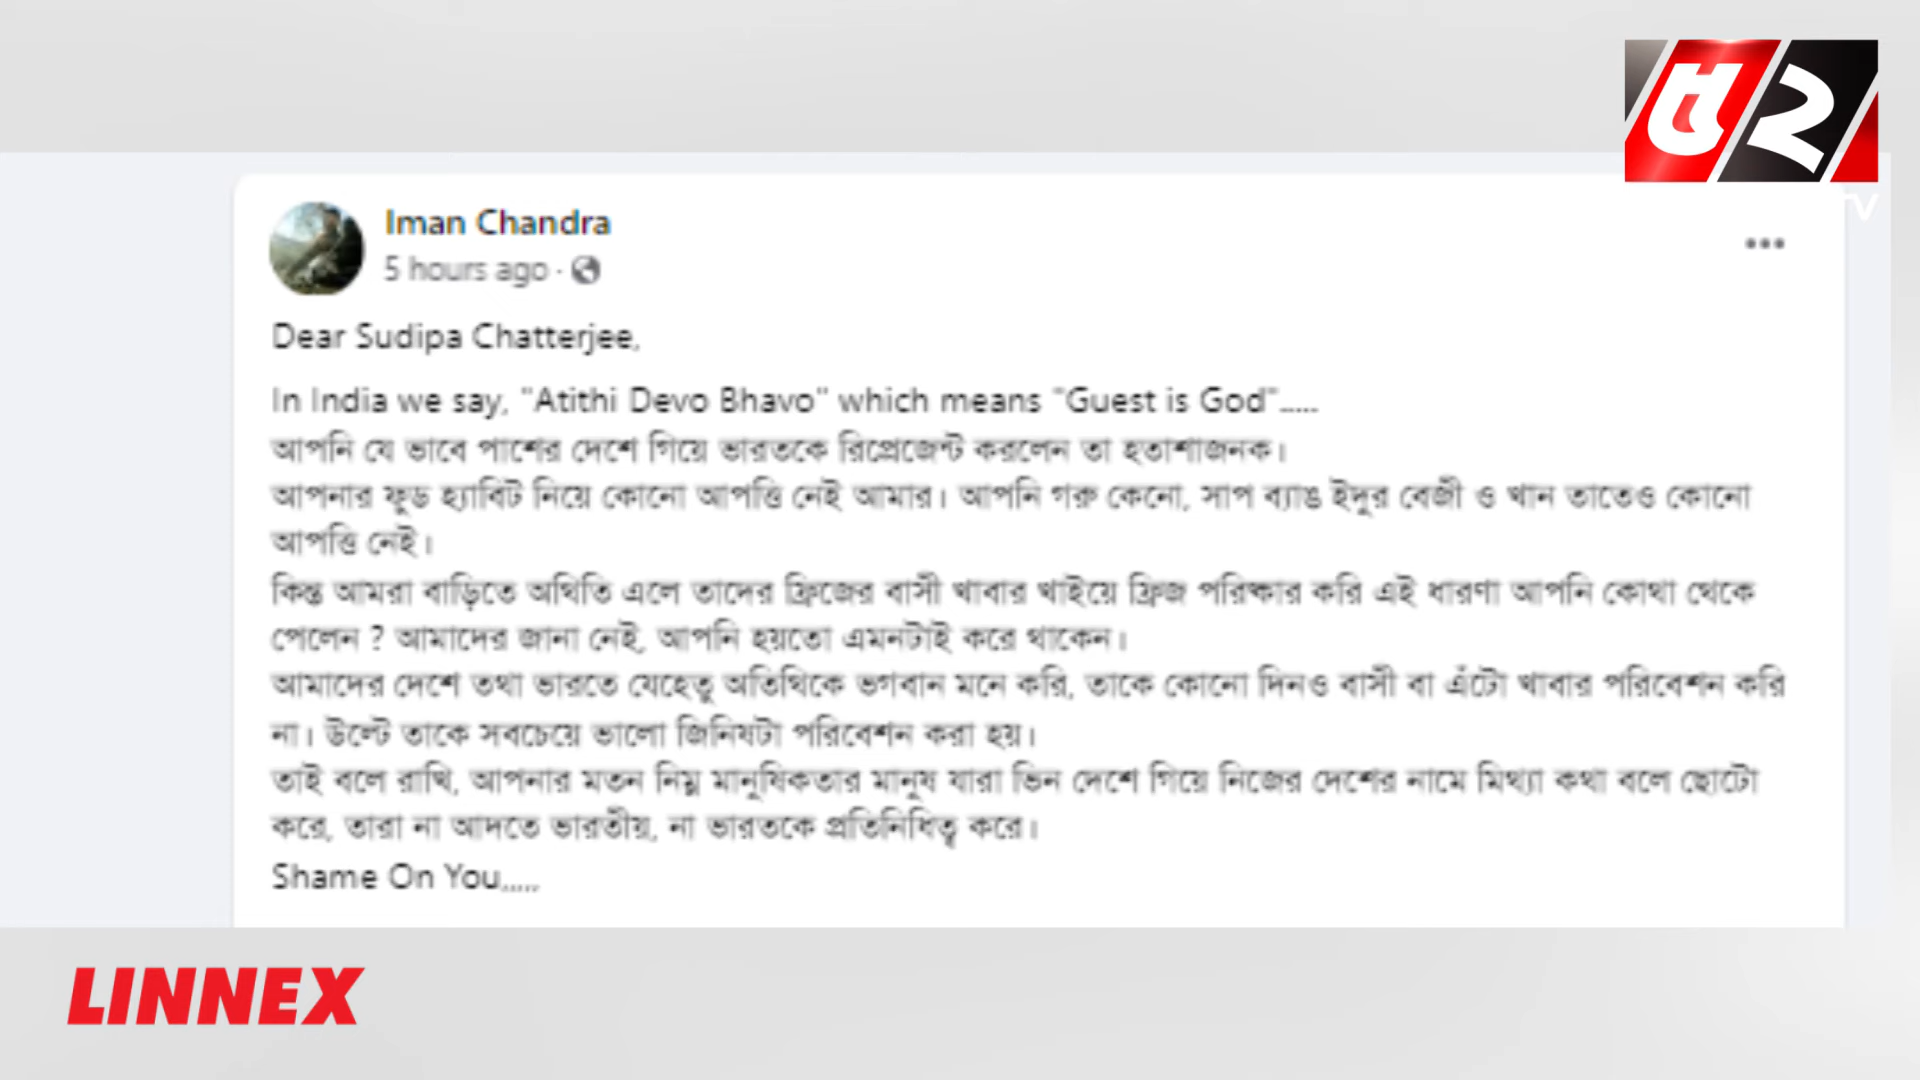 Iman Chandra
5 hours ago ·
Dear Sudipa Chatterjee,
In India we say, "Atithi Devo Bhavo" which means "Guest is God".....
আপনি যে ভাবে পাশের দেশে গিয়ে ভারতকে রিপ্রেজেন্ট করলেন তা হতাশাজনক।
আপনার ফুড হ্যাবিট নিয়ে কোনো আপত্তি নেই আমার। আপনি গরু কেনো, সাপ ব্যাঙ ইদুর বেজী ও খান তাতেও কোনো
আপত্তি নেই।
কিন্তু আমরা বাড়িতে অথিতি এলে তাদের ফ্রিজের বাসী খাবার খাইয়ে ফ্রিজ পরিষ্কার করি এই ধারণা আপনি কোথা থেকে
পেলেন ? আমাদের জানা নেই, আপনি হয়তো এমনটাই করে থাকেন।
আমাদের দেশে তথা ভারতে যেহেতু অতিথিকে ভগবান মনে করি, তাকে কোনো দিনও বাসী বা এঁটো খাবার পরিবেশন করি
না। উল্টে তাকে সবচেয়ে ভালো জিনিষটা পরিবেশন করা হয়।
তাই বলে রাখি, আপনার মতন নিম্ন মানুষিকতার মানুষ যারা ভিন দেশে গিয়ে নিজের দেশের নামে মিথ্যা কথা বলে ছোটো
করে, তারা না আদতে ভারতীয়, না ভারতকে প্রতিনিধিত্ব করে।
Shame On You,,,,,
LINNEX
TV